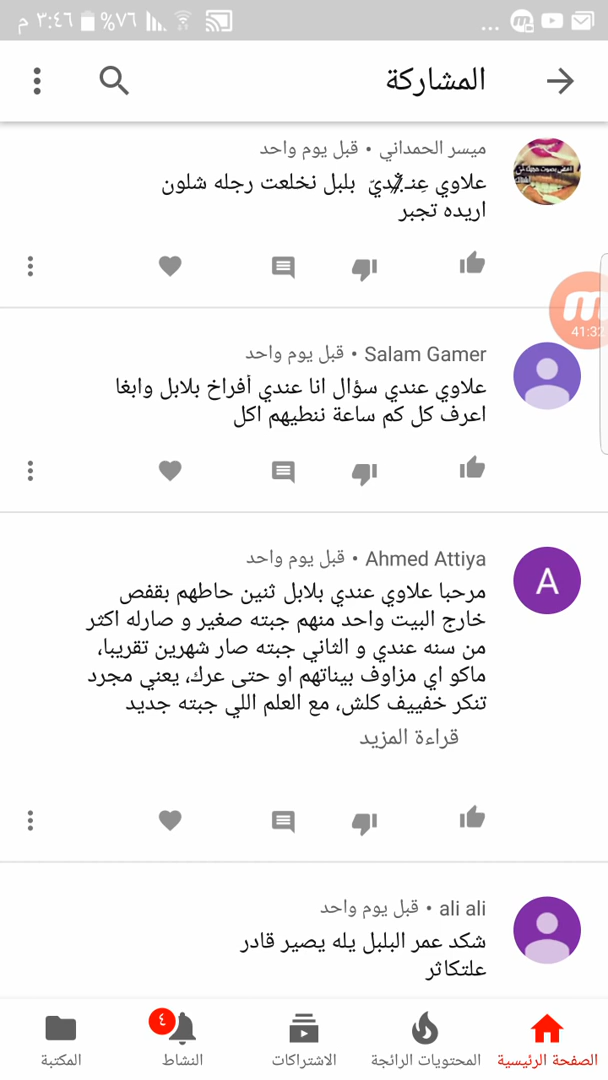 ٣:٤٦ م
%٧٦
...
المشاركة
ميسر الحمداني • قبل يوم واحد
بلبل نخلعت رجله شلون
علاوي
اريده تجبر
41:32
Salam Gamer • قبل يوم واحد
علاوي عندي سؤال انا عندي أفراخ بلابل وابغا
اعرف كل كم ساعة ننطيهم اكل
A
Ahmed Attiya • قبل يوم واحد
مرحبا علاوي عندي بلابل ثنين حاطهم بقفص
خارج البيت واحد منهم جبته صغير و صارله اكثر
من سنه عندي و الثاني جبته صار شهرين تقريبا،
ماكو اي مزاوف بيناتهم او حتى عرك، يعني مجرد
تنكر خفييف كلش، مع العلم اللي جبته جديد
قراءة المزيد
ali ali • قبل يوم واحد
شكد عمر البلبل يله يصير قادر
علتكاثر
٤
الصفحة الرئيسية
المحتويات الرائجة
الاشتراكات
النشاط
المكتبة